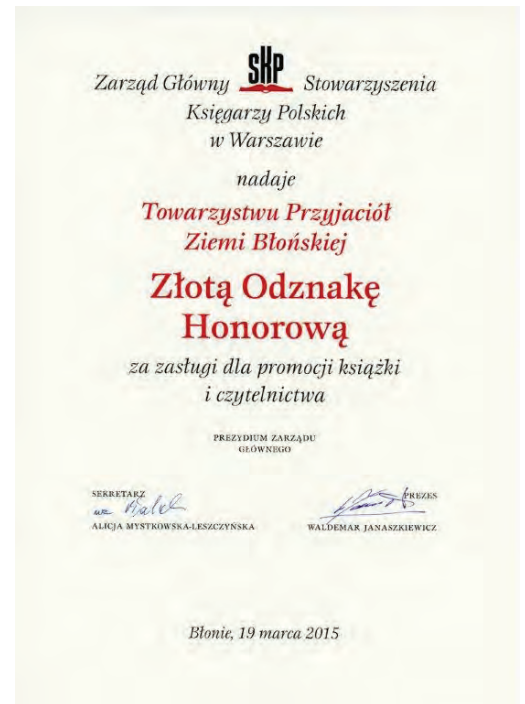 SKP
Zarząd Główny Stowarzyszenia
Księgarzy Polskich
w Warszawie
nadaje
Towarzystwu Przyjaciół
Ziemi Błońskiej
Złotą Odznakę
Honorową
za zasługi dla promocji książki
i czytelnictwa
PREZYDIUM ZARZĄDU
GŁÓWNEGO
SEKRETARZ
ALICJA MYSTKOWSKA-LESZCZYŃSKA
PREZES
WALDEMAR JANASZKIEWICZ
Błonie, 19 marca 2015